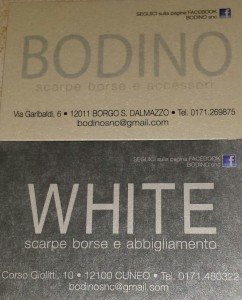 SEGUICI sulla pagina FACEBOOK
BODINO snc
BODINO
scarpe borse e accessori
Via Garibaldi, 6 • 12011 BORGO S. DALMAZZO • Tel. 0171.269875
bodinosnc@gmail.com
SEGUICI sulla pagina FACEBOOK
BODINO snc
WHITE
scarpe borse e abbigliamento
Corso Giolitti, 10 • 12100 CUNEO • Tel. 0171.480322
bodinosnc@gmail.com